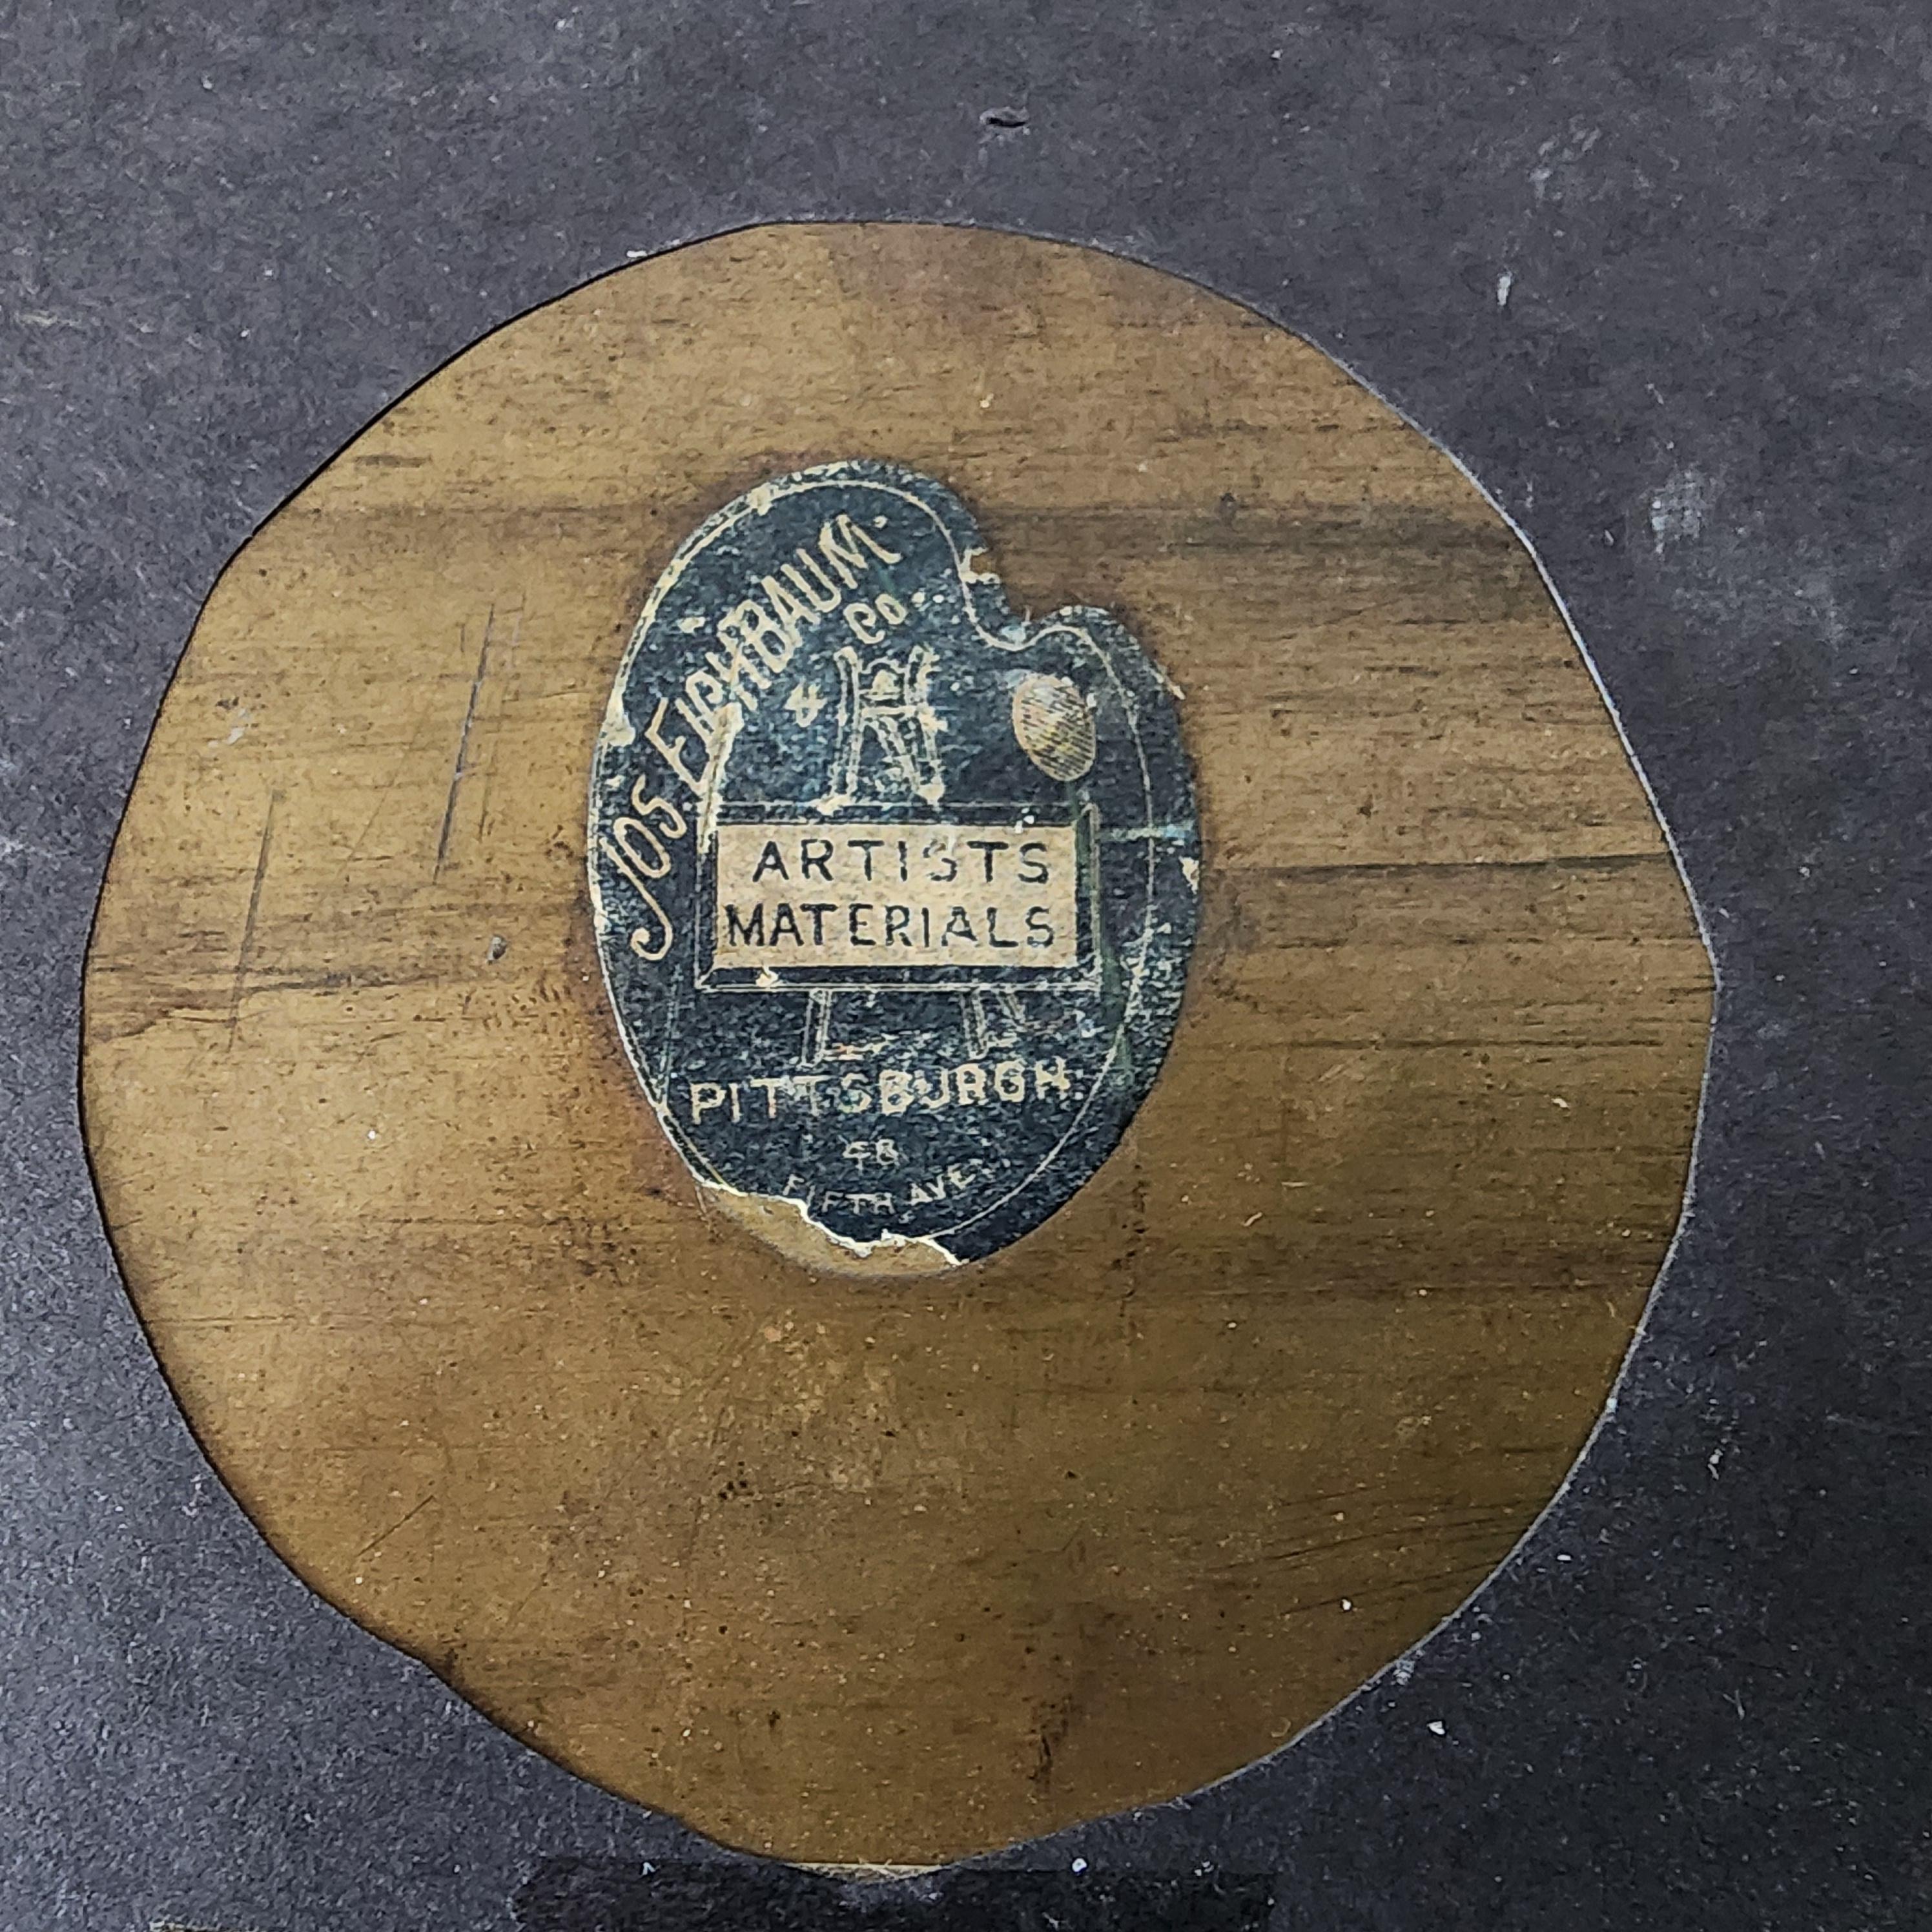 JOS. EICHBAUM
& Co.
ARTISTS
MATERIALS
PITTSBURGH.
48
FIFTH AVE.